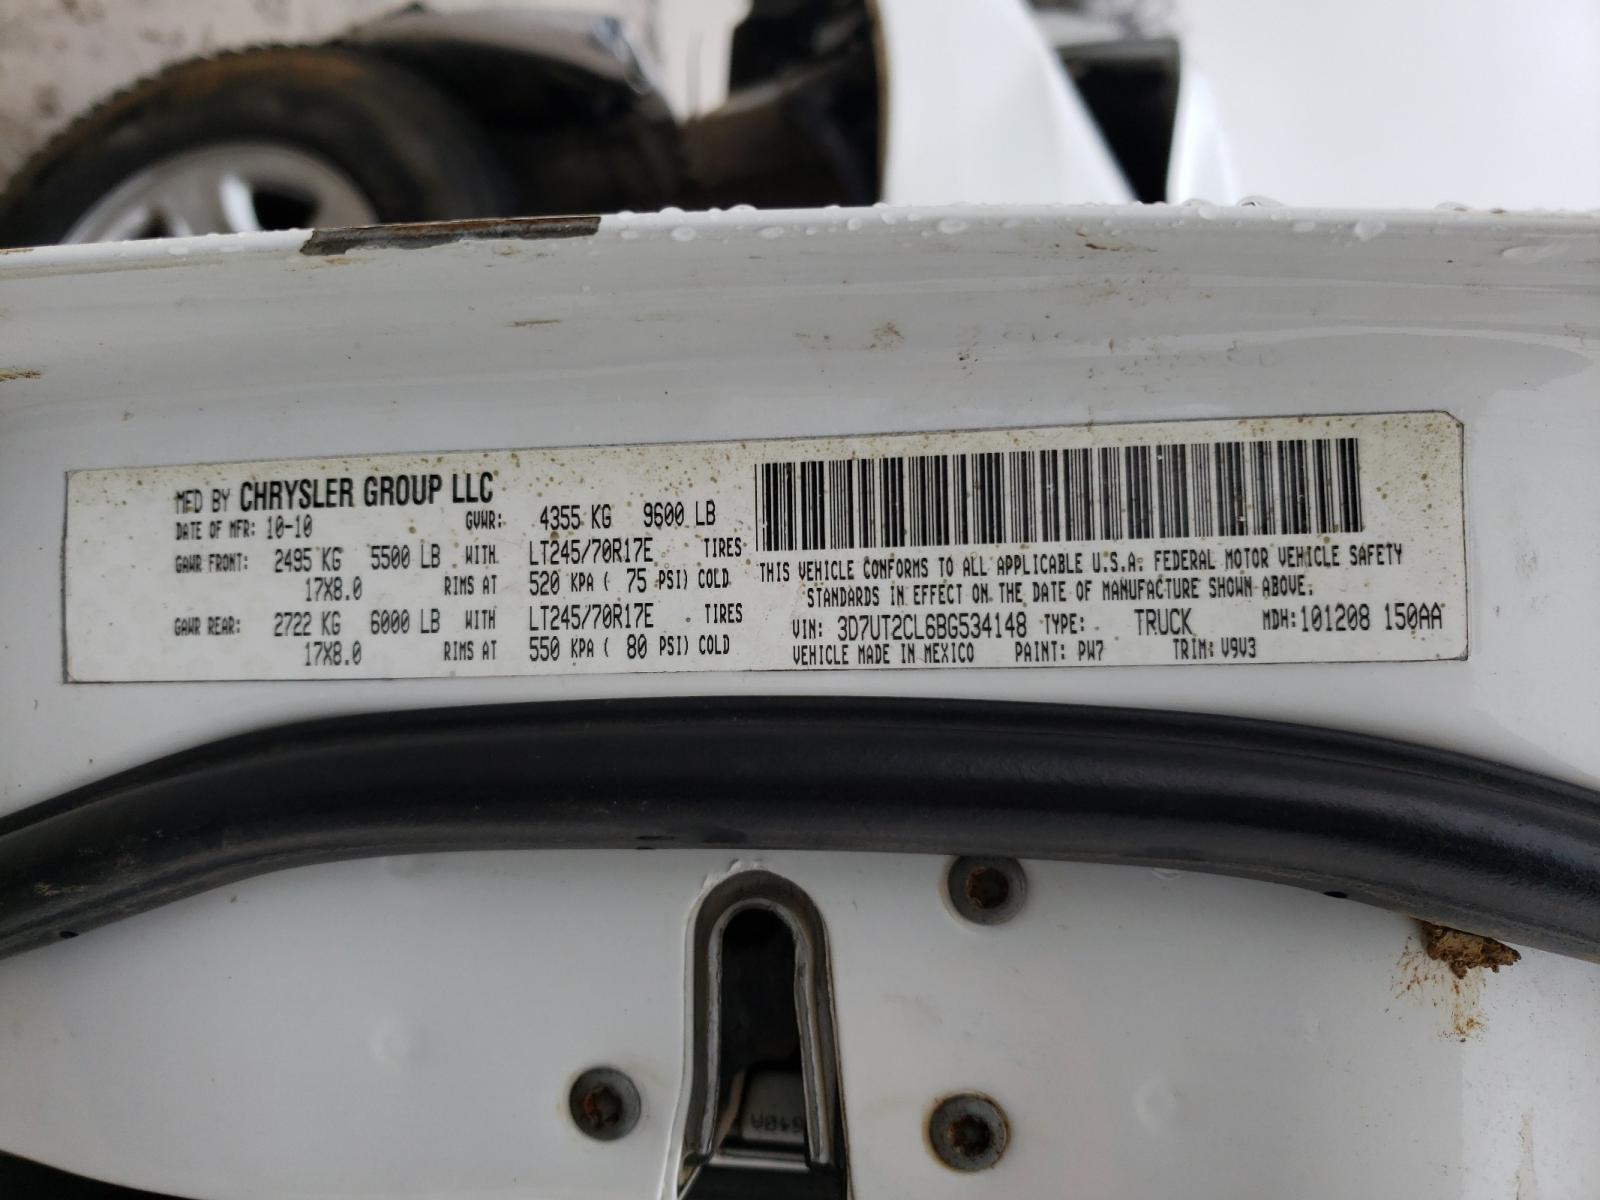 MFD BY CHRYSLER GROUP LLC
DATE OF MFR: 10-10 GVWR: 4355 KG 9600 LB
GAWR FRONT: 2495 KG 5500 LB WITH LT245/70R17E TIRES
17X8.0 RIMS AT 520 KPA ( 75 PSI) COLD
GAWR REAR: 2722 KG 6000 LB WITH LT245/70R17E TIRES
17X8.0 RIMS AT 550 KPA ( 80 PSI) COLD
THIS VEHICLE CONFORMS TO ALL APPLICABLE U.S.A. FEDERAL MOTOR VEHICLE SAFETY
STANDARDS IN EFFECT ON THE DATE OF MANUFACTURE SHOWN ABOVE.
VIN: 3D7UT2CL6BG534148 TYPE: TRUCK MDH: 101208 150AA
VEHICLE MADE IN MEXICO PAINT: PW7 TRIM: V9V3